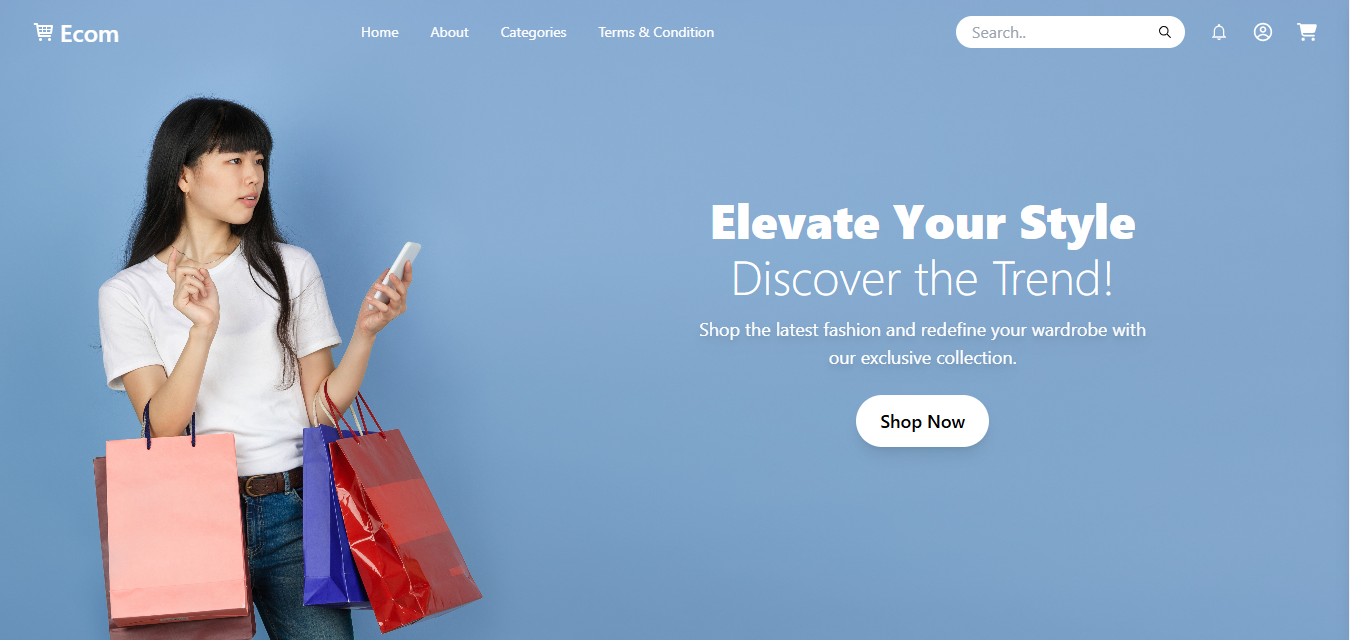 Ecom
Home
About
Categories
Terms & Condition
Search..
Elevate Your Style
Discover the Trend!
Shop the latest fashion and redefine your wardrobe with
our exclusive collection.
Shop Now